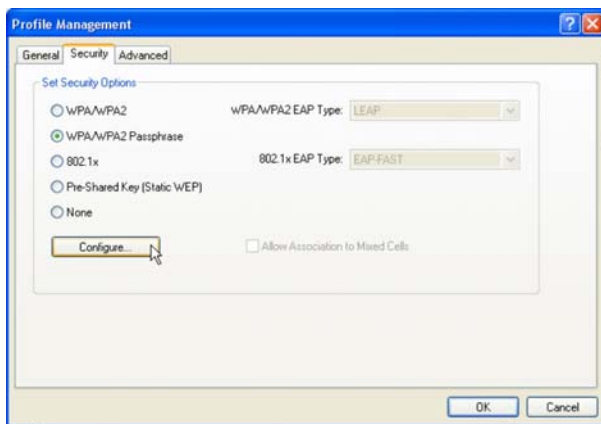 Profile Management
General Security Advanced
Set Security Options
WPA/WPA2 WPA/WPA2 EAP Type: LEAP
WPA/WPA2 Passphrase
802.1x 802.1x EAP Type: EAP-FAST
Pre-Shared Key (Static WEP)
None
Configure... Allow Association to Mixed Cells
OK Cancel